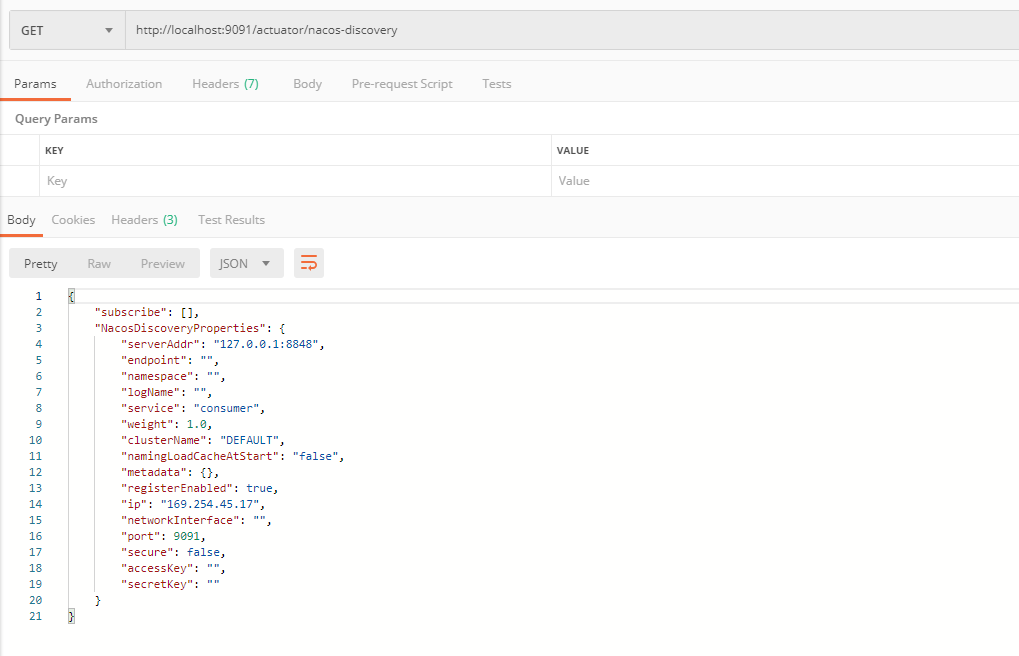 GET http://localhost:9091/actuator/nacos-discovery
Params Authorization Headers (7) Body Pre-request Script Tests
Query Params
KEY VALUE
Key Value
Body Cookies Headers (3) Test Results
Pretty Raw Preview JSON
1 {
2 "subscribe": [],
3 "NacosDiscoveryProperties": {
4 "serverAddr": "127.0.0.1:8848",
5 "endpoint": "",
6 "namespace": "",
7 "logName": "",
8 "service": "consumer",
9 "weight": 1.0,
10 "clusterName": "DEFAULT",
11 "namingLoadCacheAtStart": "false",
12 "metadata": {},
13 "registerEnabled": true,
14 "ip": "169.254.45.17",
15 "networkInterface": "",
16 "port": 9091,
17 "secure": false,
18 "accessKey": "",
19 "secretKey": ""
20 }
21 }